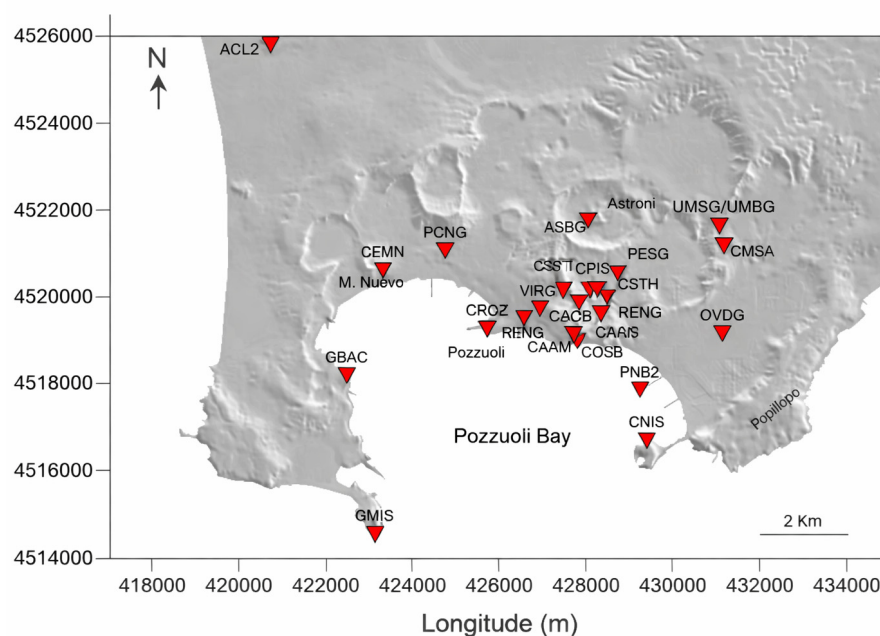 4526000
ACL2
N
4524000
4522000
Astroni
UMSG/UMBG
ASBG
PCNG
CMSA
CEMN
PESG
CPIS
M. Nuevo
CSTH
4520000
VIRG
CROZ
CACB
RENG
OVDG
RENG
Pozzuoli
CAAM
COSB
GBAC
4518000
PNB2
Popillopo
CNIS
Pozzuoli Bay
4516000
GMIS
2 Km
4514000
418000 420000 422000 424000 426000 428000 430000 432000 434000
Longitude (m)